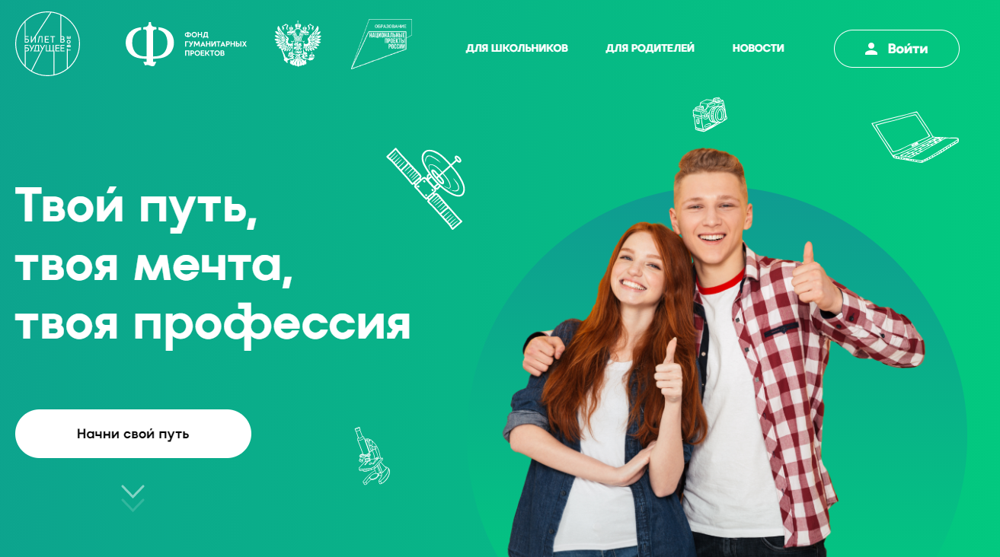 БИЛЕТ В
БУДУЩЕЕ
ТВОЁ
ФОНД
ГУМАНИТАРНЫХ
ПРОЕКТОВ
ОБРАЗОВАНИЕ
НАЦИОНАЛЬНЫЕ
ПРОЕКТЫ
РОССИИ
ДЛЯ ШКОЛЬНИКОВ
ДЛЯ РОДИТЕЛЕЙ
НОВОСТИ
Войти
Твой путь,
твоя мечта,
твоя профессия
Начни свой путь